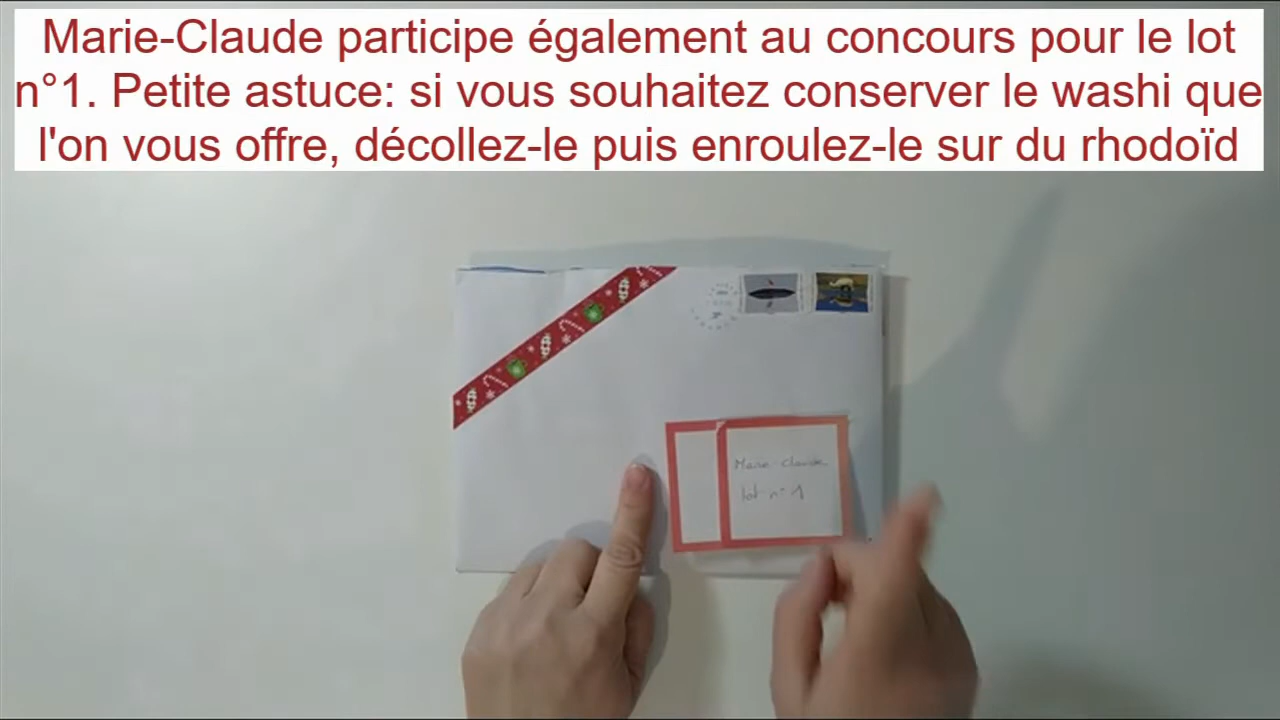 Marie-Claude participe également au concours pour le lot
n°1. Petite astuce: si vous souhaitez conserver le washi que
l'on vous offre, décollez-le puis enroulez-le sur du rhodoïd
Marie-Claude
lot n° 1